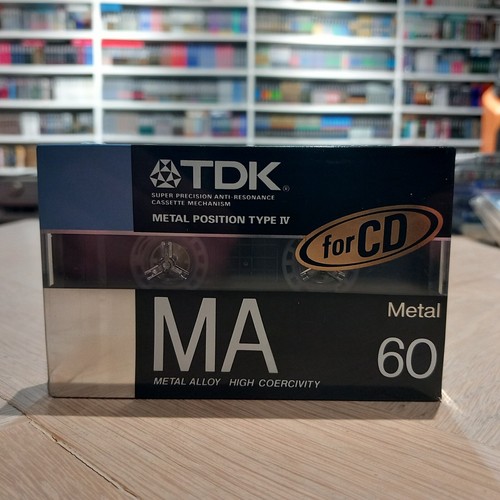 TDK®
SUPER PRECISION ANTI-RESONANCE
CASSETTE MECHANISM
METAL POSITION TYPE IV
for CD
MA
Metal
60
METAL ALLOY HIGH COERCIVITY